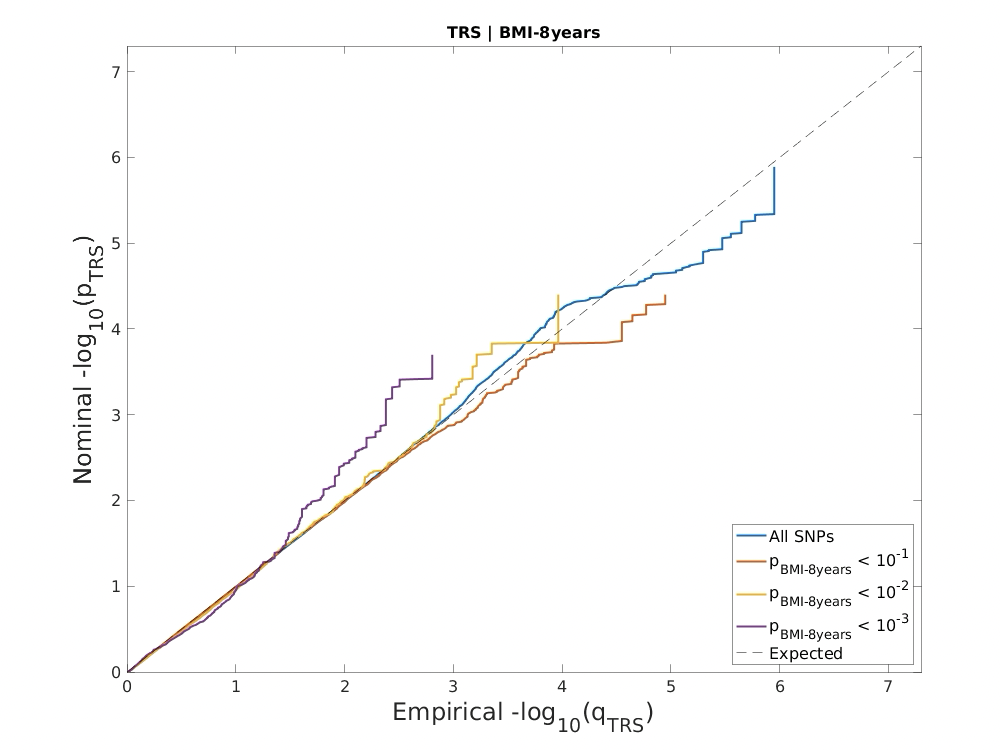 TRS | BMI-8years
7
6
5
4
3
2
1
0
Nominal -log10(pTRS)
0 1 2 3 4 5 6 7
Empirical -log10(qTRS)
All SNPs
pBMI-8years < 10-1
pBMI-8years < 10-2
pBMI-8years < 10-3
Expected